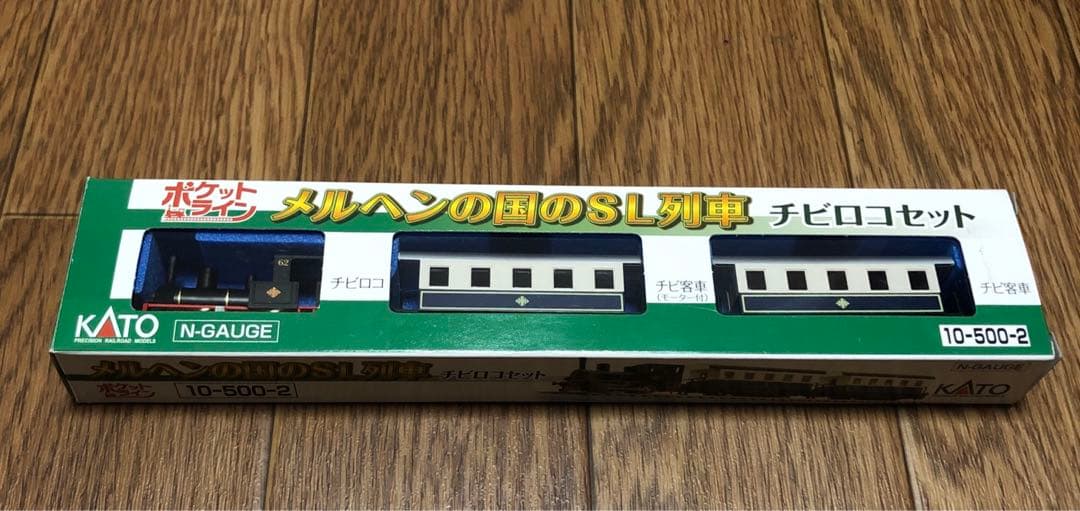 ポケットライン
メルヘンの国のSL列車 チビロコセット
62
チビロコ
チビ客車
(モーター付)
チビ客車
KATO
PRECISION RAILROAD MODELS
N-GAUGE
10-500-2
メルヘンの国のSL列車 チビロコセット
N-GAUGE
ポケットライン
10-500-2
KATO